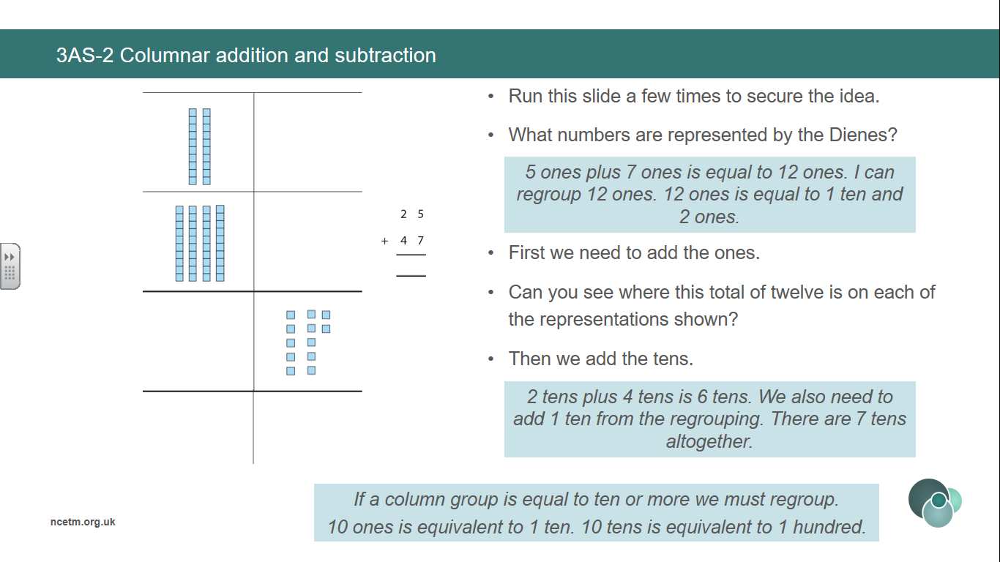 3AS-2 Columnar addition and subtraction
2 5
+ 4 7
• Run this slide a few times to secure the idea.
• What numbers are represented by the Dienes?
5 ones plus 7 ones is equal to 12 ones. I can
regroup 12 ones. 12 ones is equal to 1 ten and
2 ones.
• First we need to add the ones.
• Can you see where this total of twelve is on each of
the representations shown?
• Then we add the tens.
2 tens plus 4 tens is 6 tens. We also need to
add 1 ten from the regrouping. There are 7 tens
altogether.
If a column group is equal to ten or more we must regroup.
10 ones is equivalent to 1 ten. 10 tens is equivalent to 1 hundred.
ncetm.org.uk